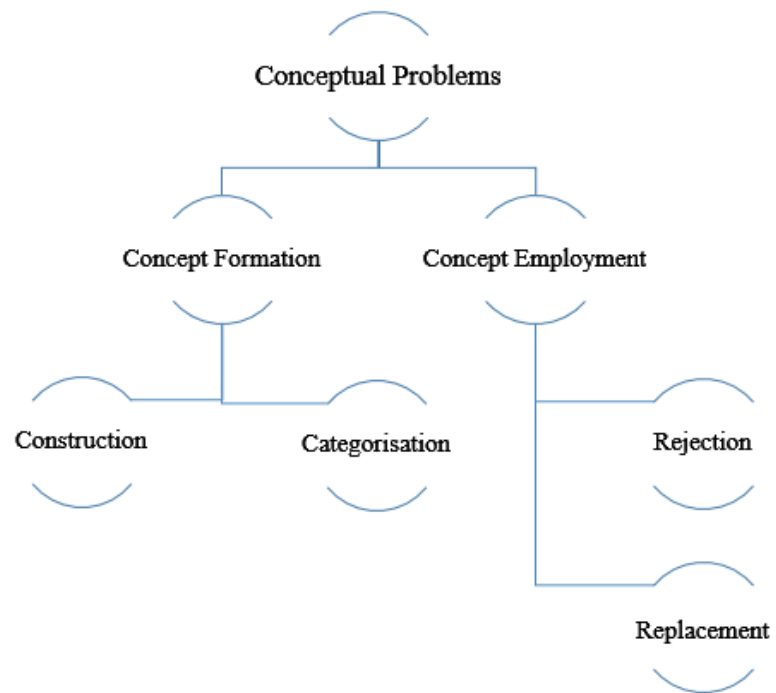 Conceptual Problems
Concept Formation
Concept Employment
Construction
Categorisation
Rejection
Replacement